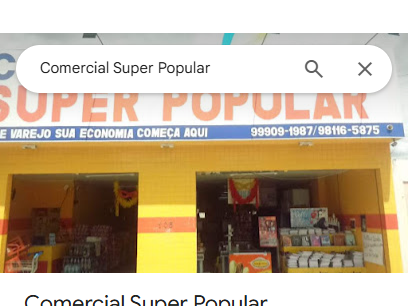 Comercial Super Popular
C
SUPER POPULAR
E VAREJO SUA ECONOMIA COMEÇA AQUI 99909-1987/98116-5875
Comercial Super Popular